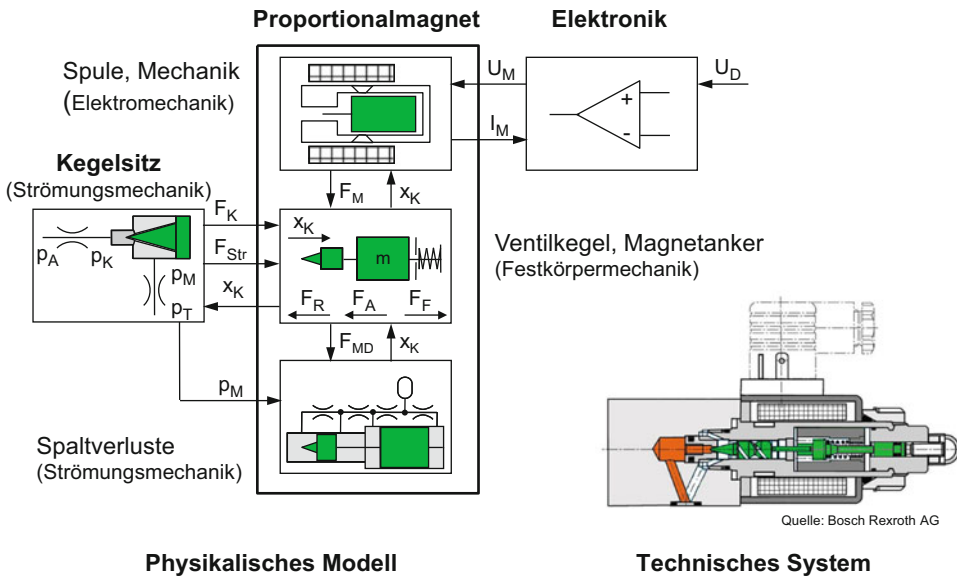 Proportionalmagnet
Elektronik
Spule, Mechanik
(Elektromechanik)
U_M
U_D
I_M
+
-
Kegelsitz
(Strömungsmechanik)
F_M
x_K
F_K
F_Str
x_K
p_A
p_K
p_M
p_T
x_K
m
F_R
F_A
F_F
Ventilkegel, Magnetanker
(Festkörpermechanik)
F_MD
x_K
p_M
Spaltverluste
(Strömungsmechanik)
Quelle: Bosch Rexroth AG
Physikalisches Modell
Technisches System